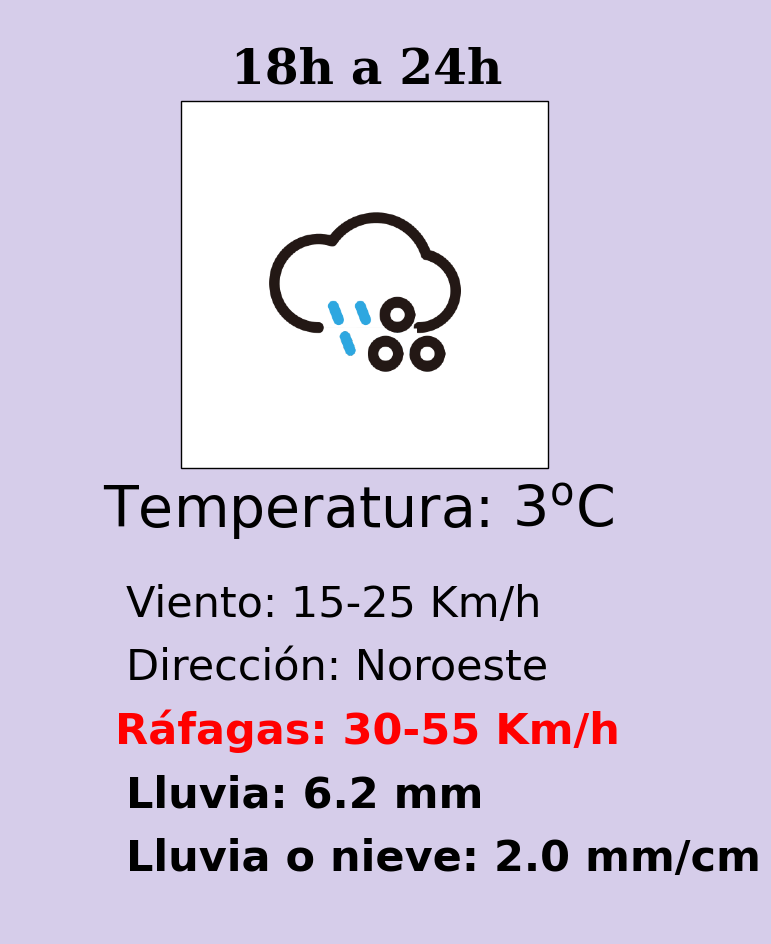 18h a 24h
Temperatura: 3ºC
Viento: 15-25 Km/h
Dirección: Noroeste
Ráfagas: 30-55 Km/h
Lluvia: 6.2 mm
Lluvia o nieve: 2.0 mm/cm